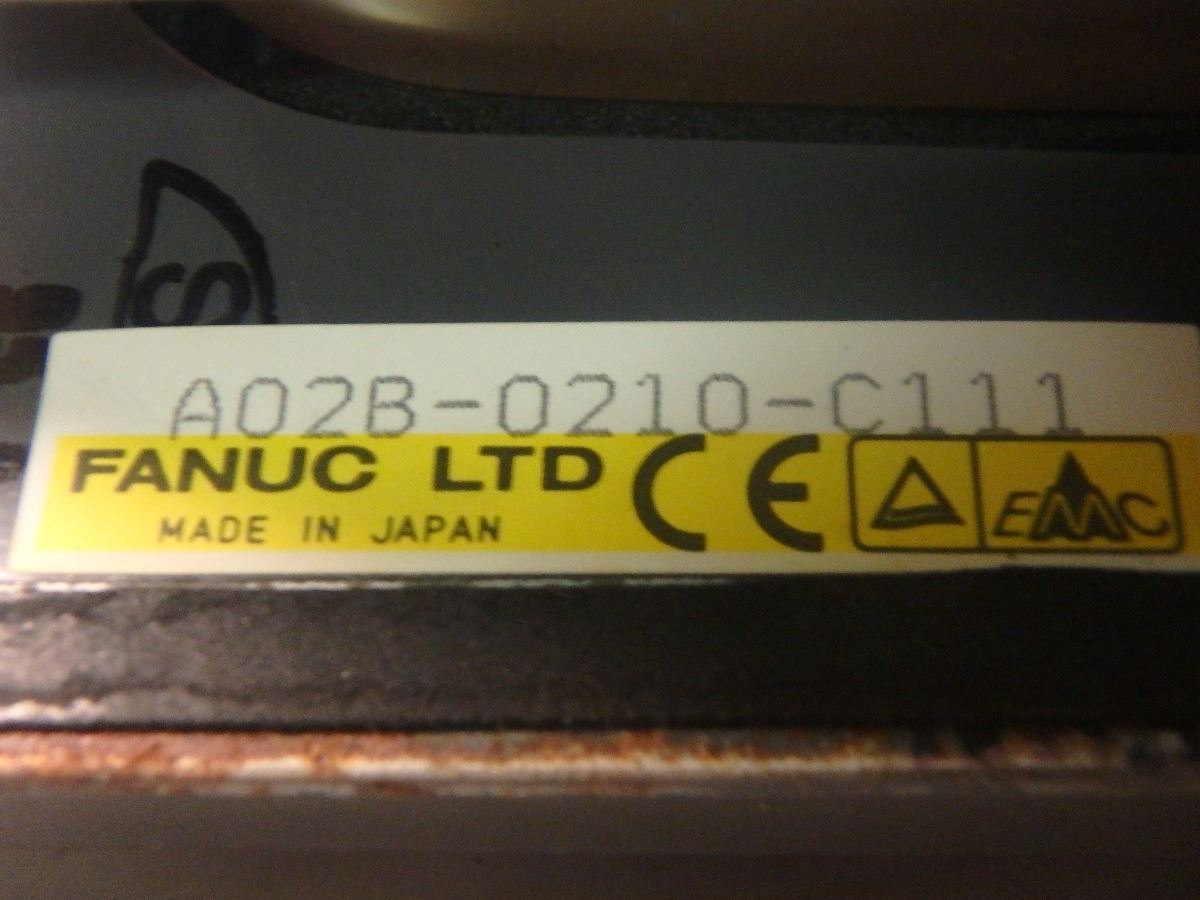 S
A02B-0210-C111
FANUC LTD CE EMC
MADE IN JAPAN